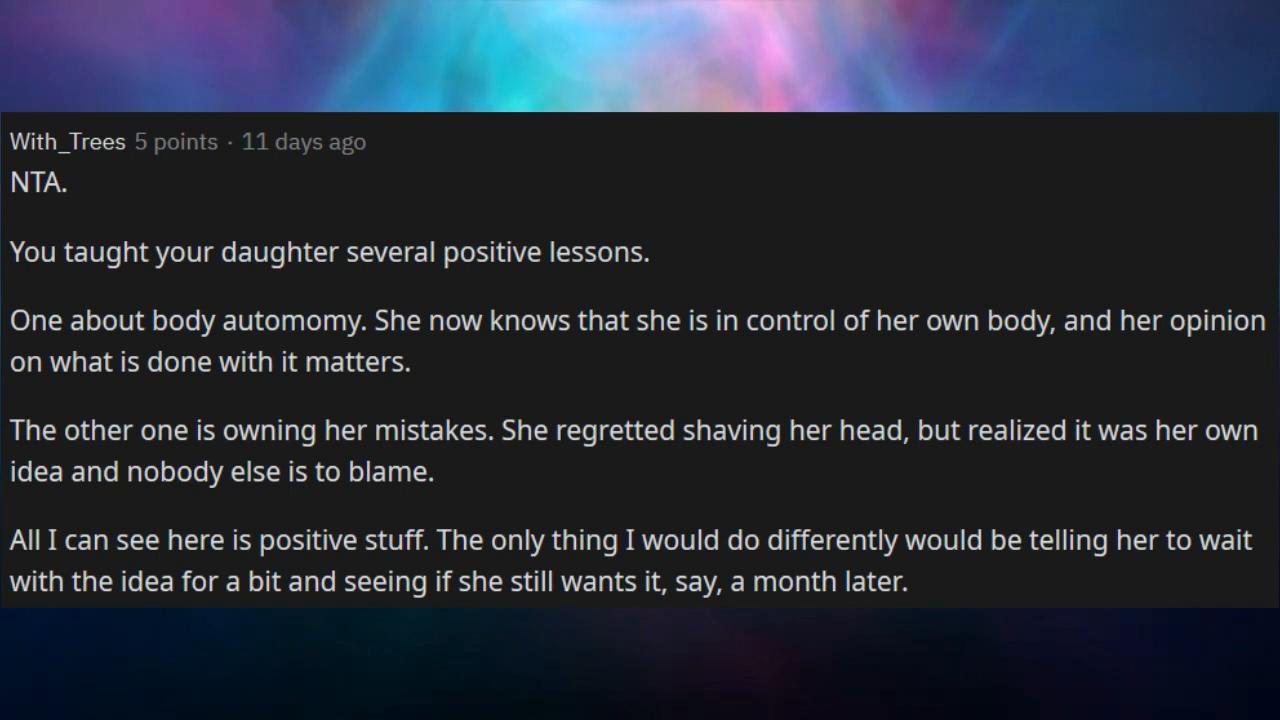 With_Trees 5 points · 11 days ago
NTA.
You taught your daughter several positive lessons.
One about body automomy. She now knows that she is in control of her own body, and her opinion
on what is done with it matters.
The other one is owning her mistakes. She regretted shaving her head, but realized it was her own
idea and nobody else is to blame.
All I can see here is positive stuff. The only thing I would do differently would be telling her to wait
with the idea for a bit and seeing if she still wants it, say, a month later.